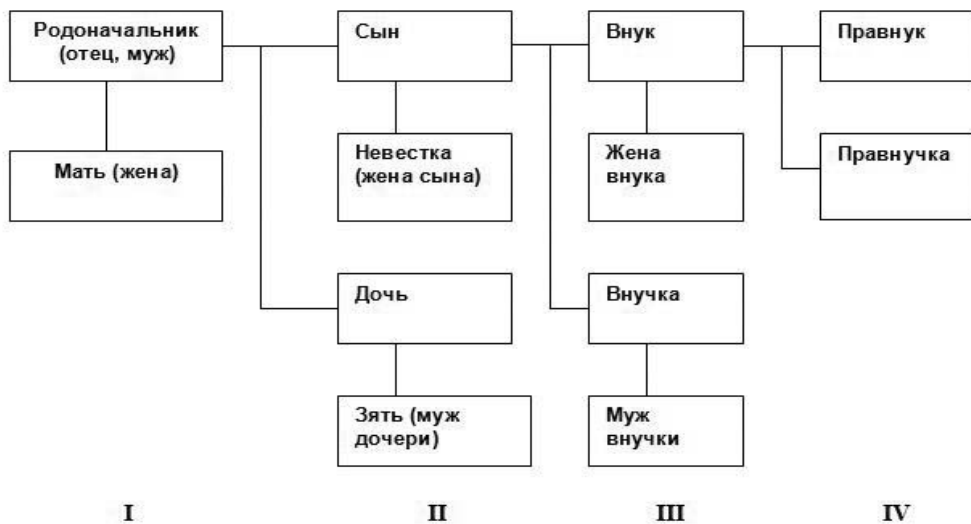 Родоначальник
(отец, муж)
Сын
Внук
Правнук
Мать (жена)
Невестка
(жена сына)
Жена
внука
Правнучка
Дочь
Внучка
Зять (муж
дочери)
Муж
внучки
I
II
III
IV